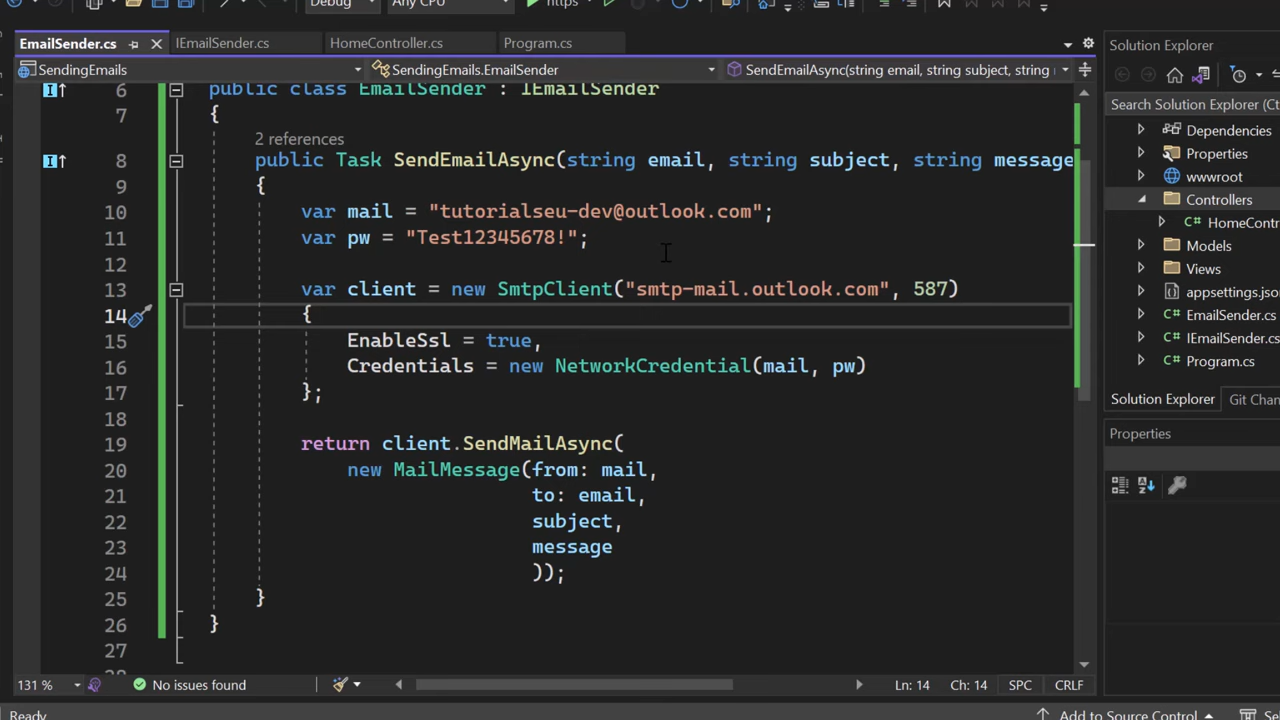 Debug
Any CPU
https
EmailSender.cs
IEmailSender.cs
HomeController.cs
Program.cs
Solution Explorer
SendingEmails
SendingEmails.EmailSender
SendEmailAsync(string email, string subject, string
6
public class EmailSender : IEmailSender
7
{
Search Solution Explorer (Ct
2 references
Dependencies
8
public Task SendEmailAsync(string email, string subject, string message
Properties
9
{
wwwroot
10
var mail = "tutorialseu-dev@outlook.com";
Controllers
11
var pw = "Test12345678!";
C# HomeContr
12
Models
13
var client = new SmtpClient("smtp-mail.outlook.com", 587)
Views
14
{
appsettings.json
C# EmailSender.cs
15
EnableSsl = true,
C# IEmailSender.cs
16
Credentials = new NetworkCredential(mail, pw)
C# Program.cs
17
};
Solution Explorer
Git Chan
18
19
return client.SendMailAsync(
Properties
20
new MailMessage(from: mail,
21
to: email,
22
subject,
23
message
24
));
25
}
26
}
27
131 %
No issues found
Ln: 14
Ch: 14
SPC
CRLF
Ready
Add to Source Control
Se